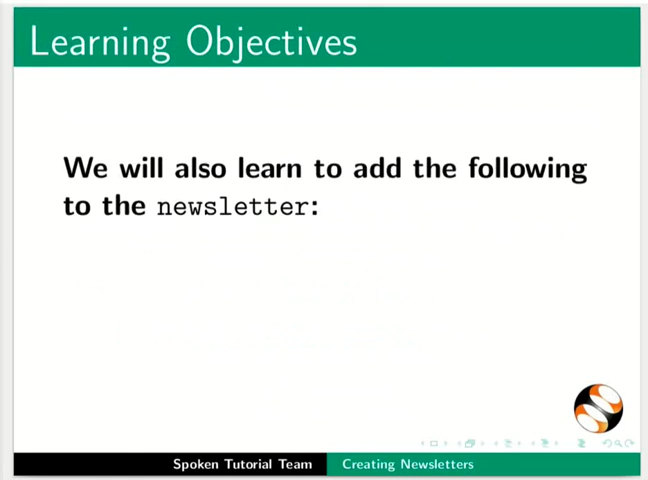 Learning Objectives
We will also learn to add the following
to the newsletter:
Spoken Tutorial Team
Creating Newsletters